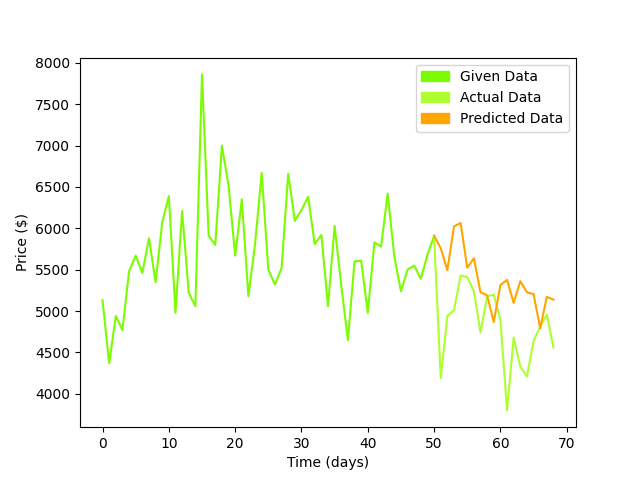 8000
7500
7000
6500
6000
5500
5000
4500
4000
Price ($)
0 10 20 30 40 50 60 70
Time (days)
Given Data
Actual Data
Predicted Data